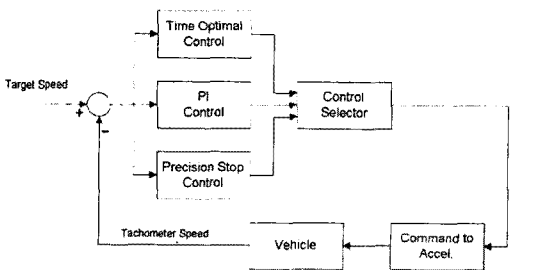 Time Optimal
Control
Target Speed
+
−
PI
Control
Control
Selector
Precision Stop
Control
Tachometer Speed
Vehicle
Command to
Accel.